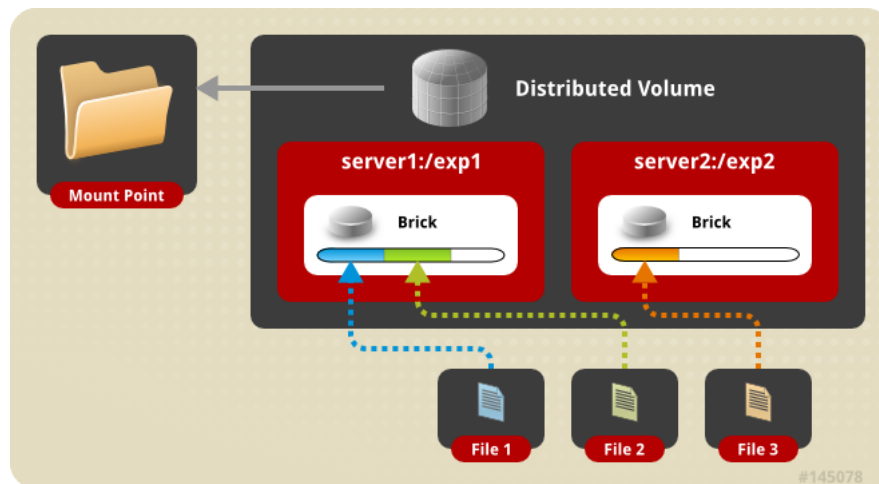 Distributed Volume
Mount Point
server1:/exp1
server2:/exp2
Brick
Brick
File 1
File 2
File 3
#145078